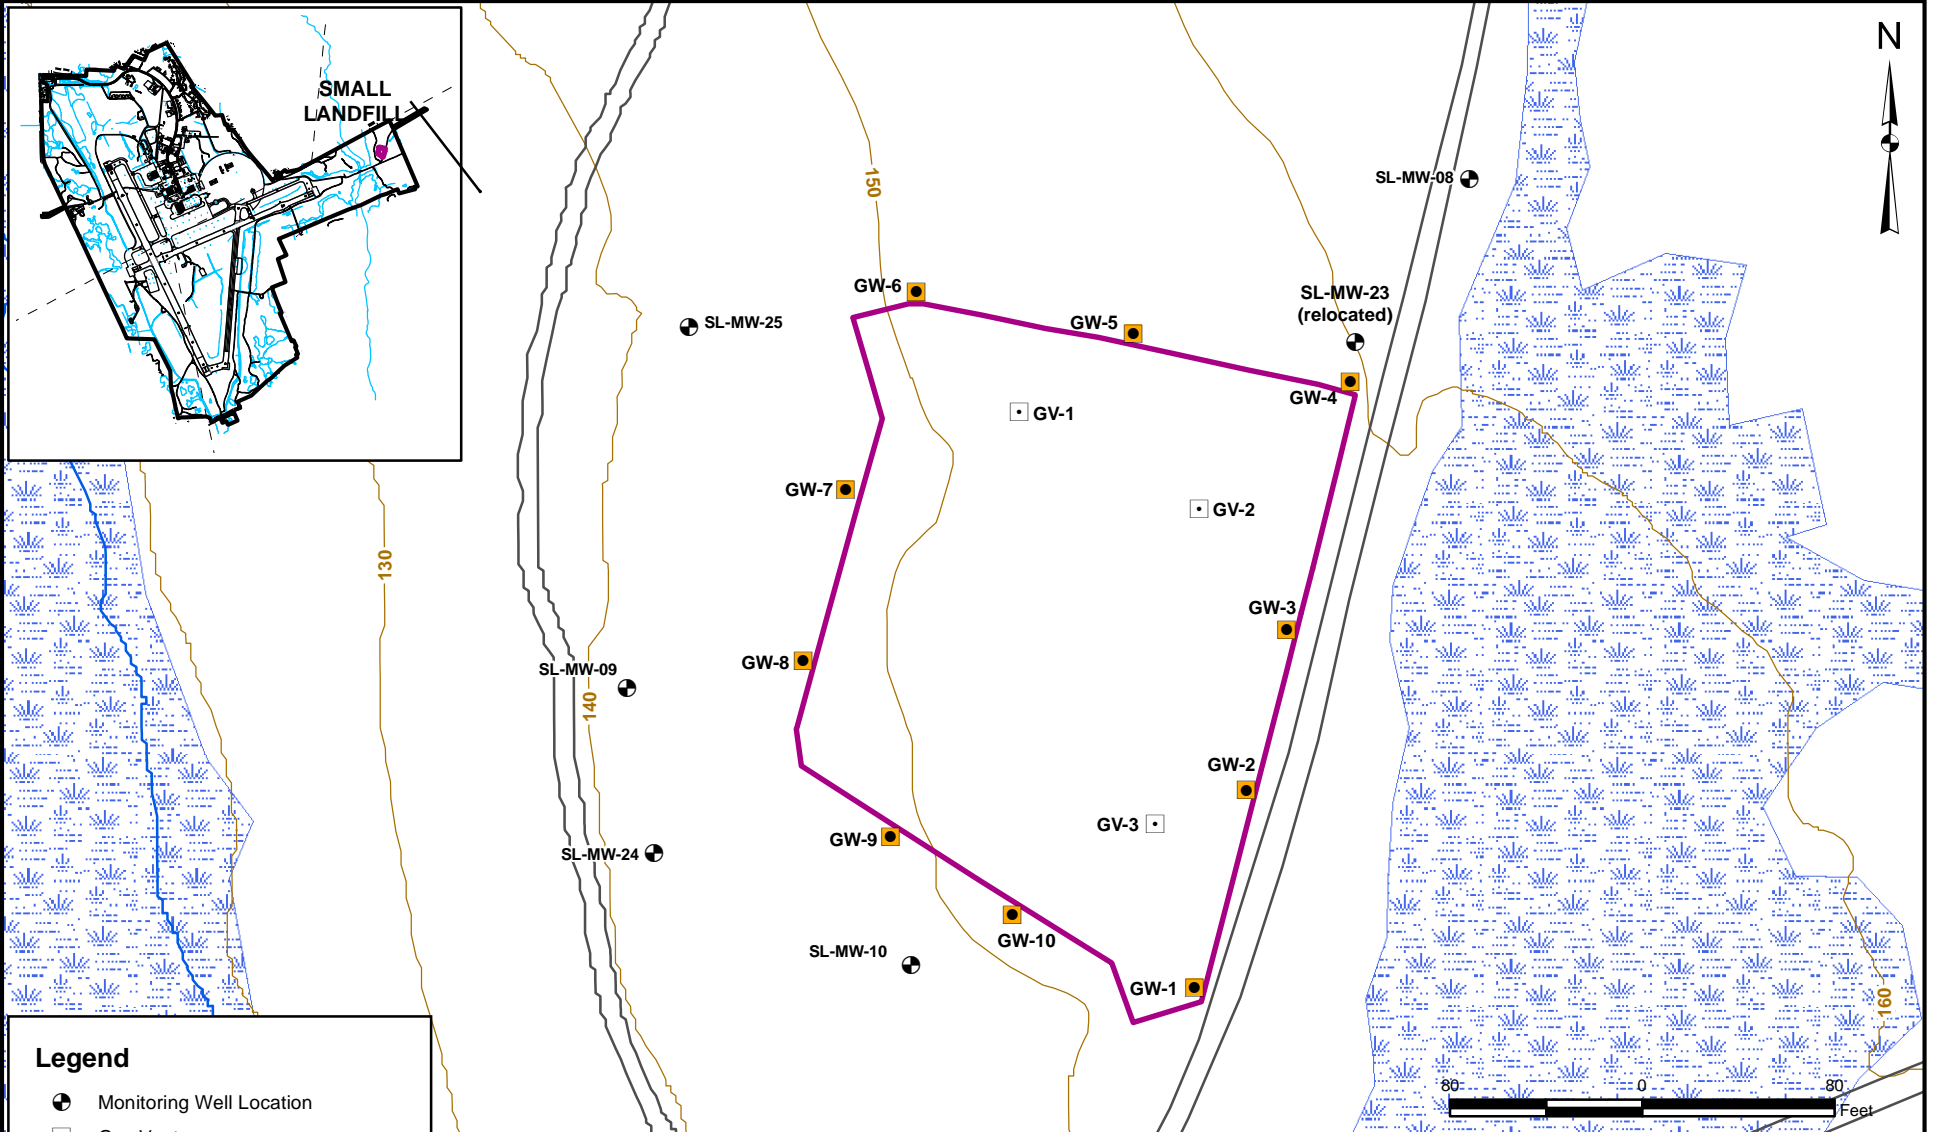 SMALL
LANDFILL
N
150
SL-MW-08
GW-6
SL-MW-23
(relocated)
SL-MW-25
GW-5
GW-4
GV-1
GW-7
GV-2
130
GW-3
GW-8
SL-MW-09
140
GW-2
GV-3
GW-9
SL-MW-24
GW-10
SL-MW-10
GW-1
160
Legend
Monitoring Well Location
80
0
80
Feet